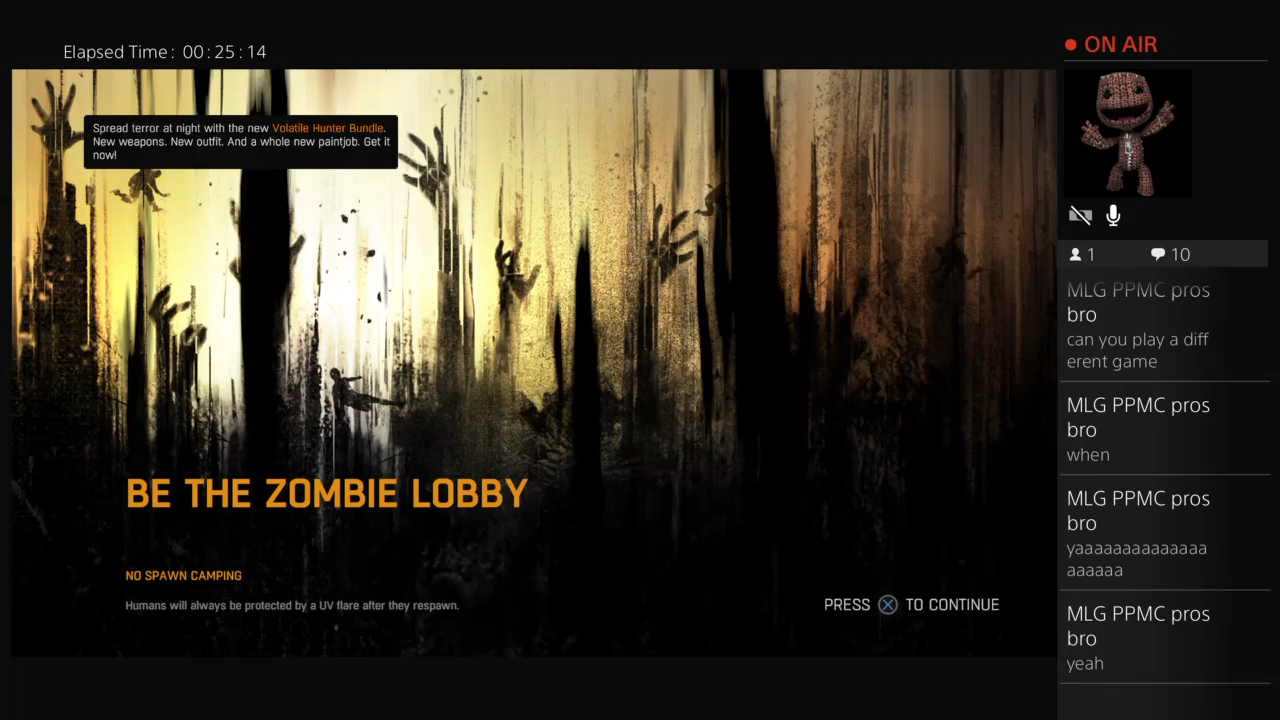 Elapsed Time: 00:25:14
ON AIR
Spread terror at night with the new Volatile Hunter Bundle.
New weapons. New outfit. And a whole new paintjob. Get it
now!
1
10
MLG PPMC pros
bro
can you play a diff
erent game
MLG PPMC pros
bro
when
MLG PPMC pros
bro
yaaaaaaaaaaaaaa
aaaaaa
MLG PPMC pros
bro
yeah
BE THE ZOMBIE LOBBY
NO SPAWN CAMPING
Humans will always be protected by a UV flare after they respawn.
PRESS X TO CONTINUE